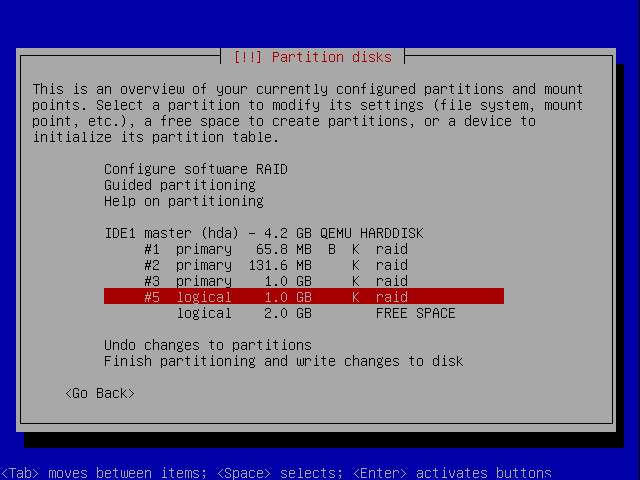 [!!] Partition disks
This is an overview of your currently configured partitions and mount
points. Select a partition to modify its settings (file system, mount
point, etc.), a free space to create partitions, or a device to
initialize its partition table.
Configure software RAID
Guided partitioning
Help on partitioning
IDE1 master (hda) - 4.2 GB QEMU HARDDISK
#1 primary 65.8 MB B K raid
#2 primary 131.6 MB K raid
#3 primary 1.0 GB K raid
#5 logical 1.0 GB K raid
logical 2.0 GB FREE SPACE
Undo changes to partitions
Finish partitioning and write changes to disk
<Go Back>
<Tab> moves between items; <Space> selects; <Enter> activates buttons